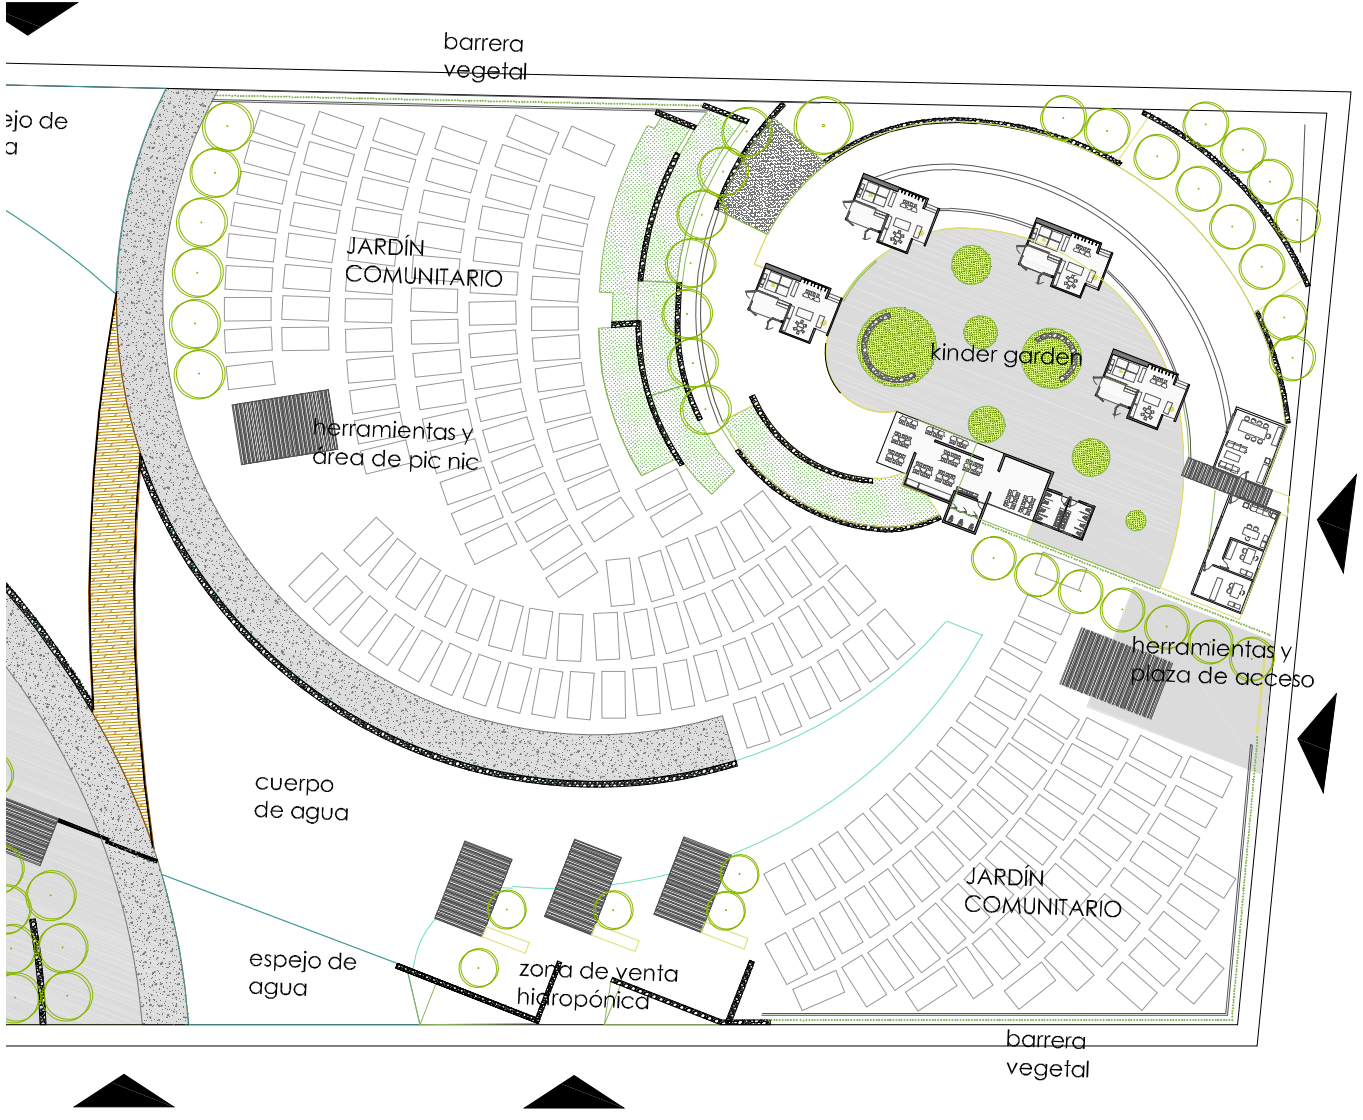 barrera
vegetal
ejo de
a
JARDÍN
COMUNITARIO
kinder garden
herramientas y
área de pic nic
herramientas y
plaza de acceso
cuerpo
de agua
JARDÍN
COMUNITARIO
espejo de
agua
zona de venta
hidropónica
barrera
vegetal